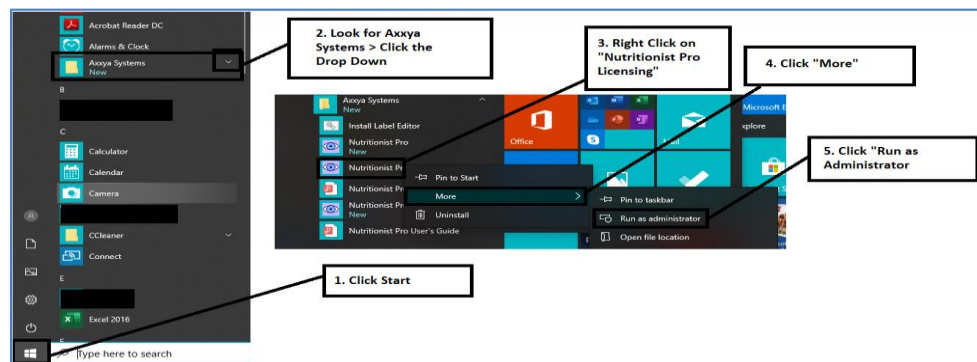 Acrobat Reader DC
Alarms & Clock
Axxya Systems
New
B
C
Calculator
Calendar
Camera
CCleaner
Connect
E
Excel 2016
Type here to search
1. Click Start
2. Look for Axxya
Systems > Click the
Drop Down
3. Right Click on
"Nutritionist Pro
Licensing"
4. Click "More"
5. Click "Run as
Administrator
Axxya Systems
New
Install Label Editor
Nutritionist Pro
New
Nutritionist P
Nutritionist Pr
Nutritionist Pr
New
Nutritionist Pro User's Guide
Pin to Start
More
Uninstall
Pin to taskbar
Run as administrator
Open file location
Office
Mail
Microsoft E
xplore